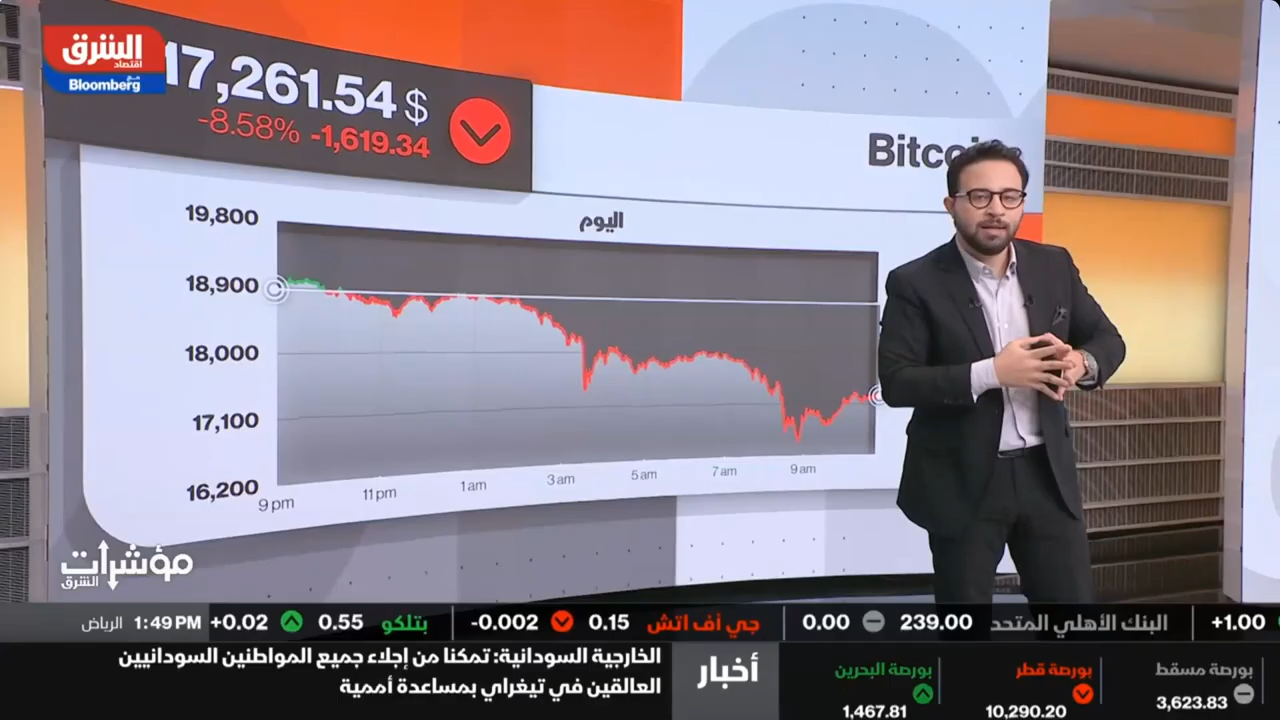 الشرق
اقتصاد
مع
Bloomberg
17,261.54 $
-8.58% -1,619.34
اليوم
19,800
18,900
18,000
17,100
16,200
9 pm
11 pm
1 am
3 am
5 am
7 am
9 am
مؤشرات
الشرق
+1.00
البنك الأهلي المتحد 239.00 0.00
جي أف اتش 0.15 -0.002
بتلكو 0.55 +0.02
1:49 PM الرياض
بورصة مسقط
3,623.83
بورصة قطر
10,290.20
بورصة البحرين
1,467.81
أخبار
الخارجية السودانية: تمكنا من إجلاء جميع المواطنين السودانيين
العالقين في تيغراي بمساعدة أممية